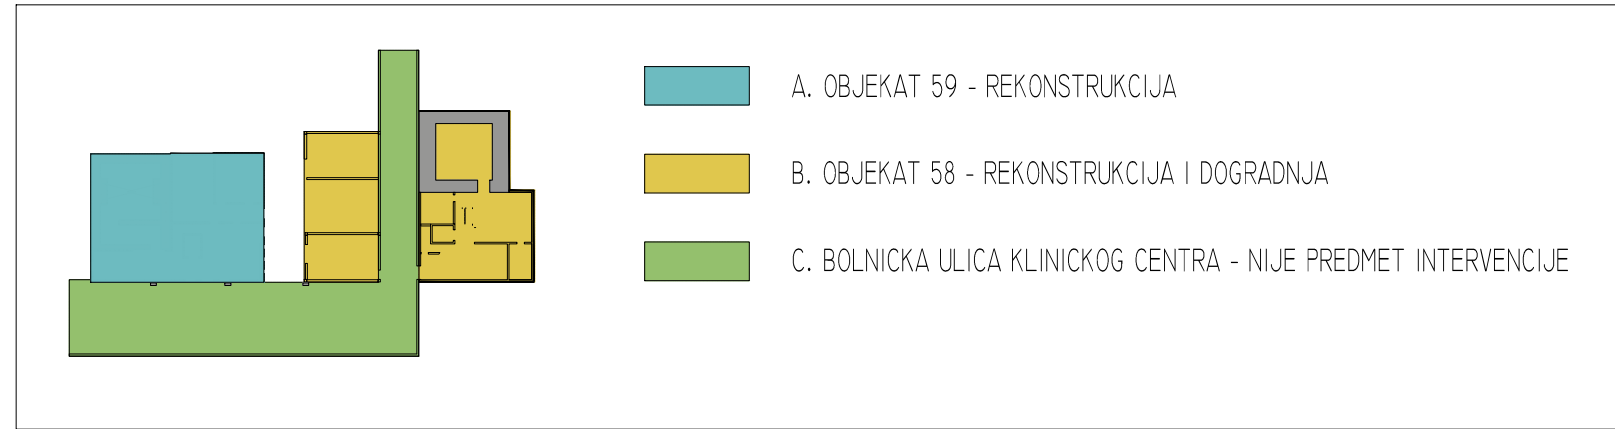 A. OBJEKAT 59 - REKONSTRUKCIJA
B. OBJEKAT 58 - REKONSTRUKCIJA I DOGRADNJA
C. BOLNICKA ULICA KLINICKOG CENTRA - NIJE PREDMET INTERVENCIJE